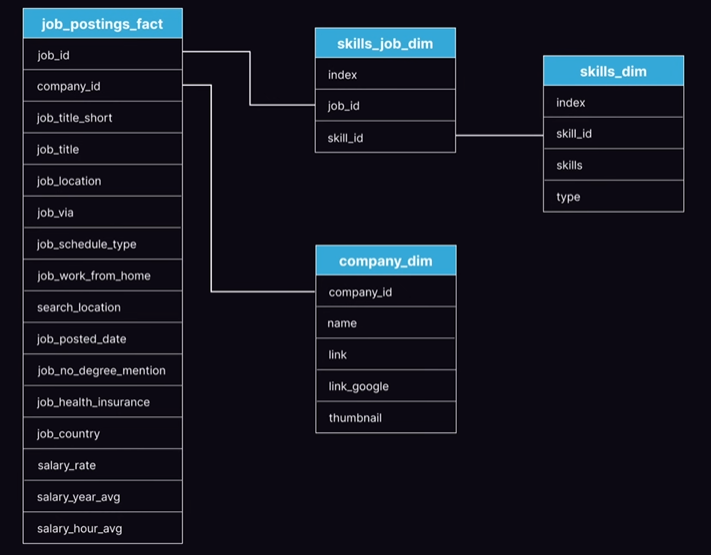 job_postings_fact
job_id
company_id
job_title_short
job_title
job_location
job_via
job_schedule_type
job_work_from_home
search_location
job_posted_date
job_no_degree_mention
job_health_insurance
job_country
salary_rate
salary_year_avg
salary_hour_avg
skills_job_dim
index
job_id
skill_id
skills_dim
index
skill_id
skills
type
company_dim
company_id
name
link
link_google
thumbnail